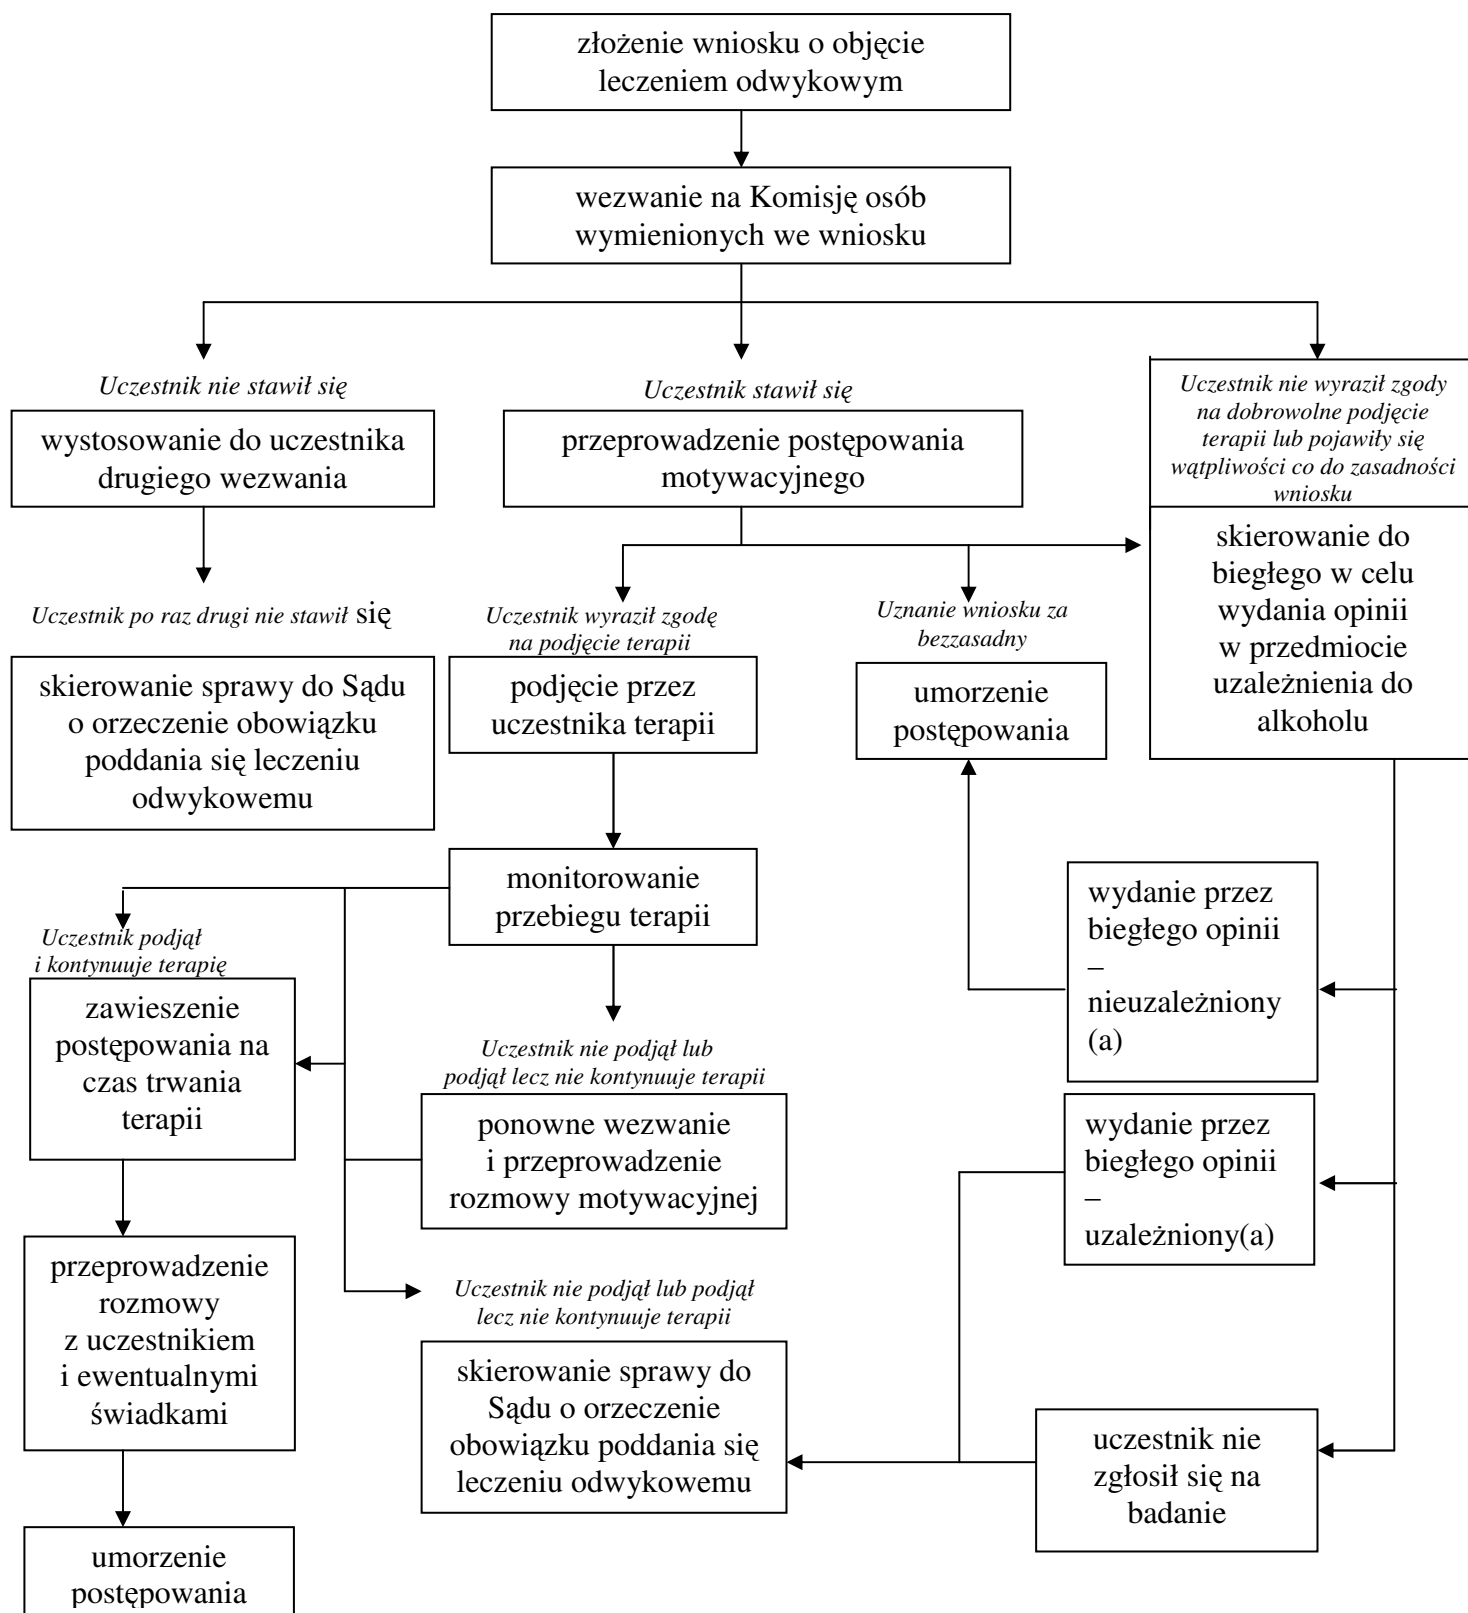 złożenie wniosku o objęcie
leczeniem odwykowym
wezwanie na Komisję osób
wymienionych we wniosku
Uczestnik nie stawił się
wystosowanie do uczestnika
drugiego wezwania
Uczestnik po raz drugi nie stawił się
skierowanie sprawy do Sądu
o orzeczenie obowiązku
poddania się leczeniu
odwykowemu
Uczestnik stawił się
przeprowadzenie postępowania
motywacyjnego
Uczestnik nie wyraził zgody
na dobrowolne podjęcie
terapii lub pojawiły się
wątpliwości co do zasadności
wniosku
skierowanie do
biegłego w celu
wydania opinii
w przedmiocie
uzależnienia do
alkoholu
Uczestnik wyraził zgodę
na podjęcie terapii
podjęcie przez
uczestnika terapii
Uznanie wniosku za
bezzasadny
umorzenie
postępowania
monitorowanie
przebiegu terapii
Uczestnik podjął
i kontynuuje terapię
zawieszenie
postępowania na
czas trwania
terapii
Uczestnik nie podjął lub
podjął lecz nie kontynuuje terapii
ponowne wezwanie
i przeprowadzenie
rozmowy motywacyjnej
wydanie przez
biegłego opinii
–
nieuzależniony
(a)
wydanie przez
biegłego opinii
–
uzależniony(a)
przeprowadzenie
rozmowy
z uczestnikiem
i ewentualnymi
świadkami
Uczestnik nie podjął lub podjął
lecz nie kontynuuje terapii
skierowanie sprawy do
Sądu o orzeczenie
obowiązku poddania się
leczeniu odwykowemu
uczestnik nie
zgłosił się na
badanie
umorzenie
postępowania